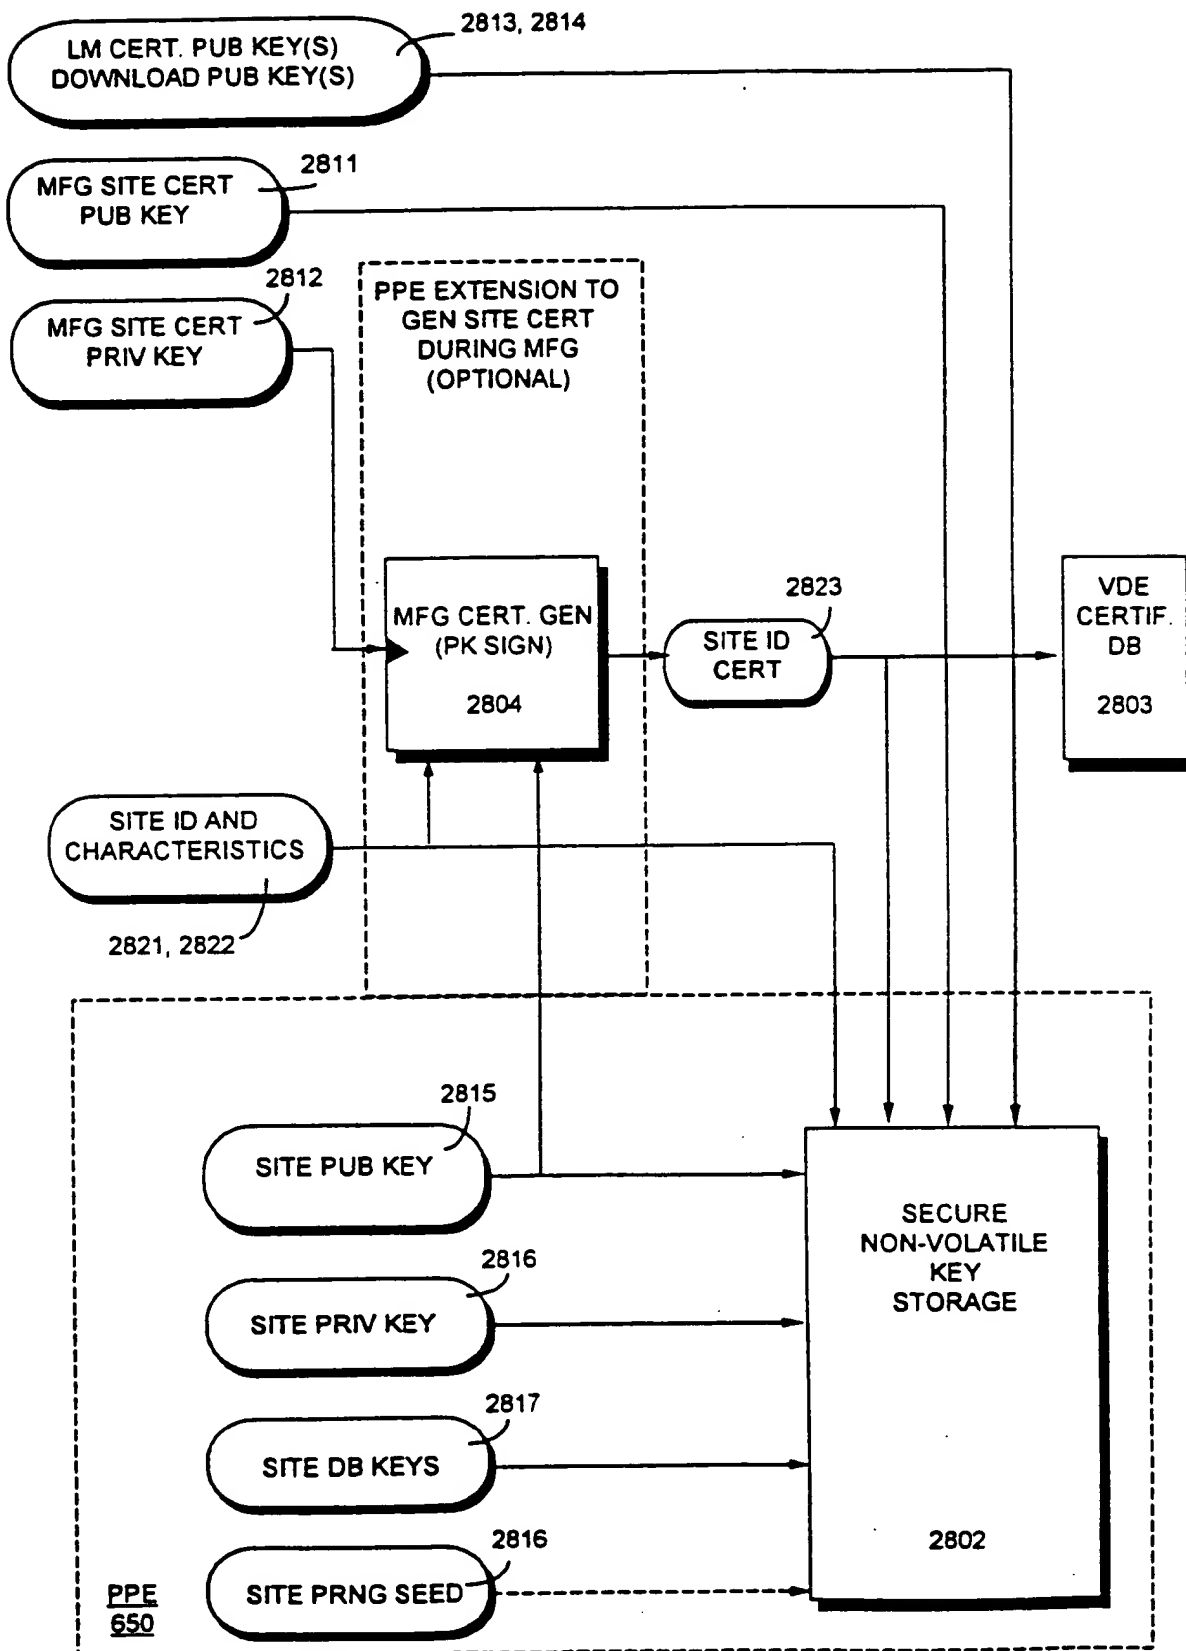 2813, 2814
LM CERT. PUB KEY(S)
DOWNLOAD PUB KEY(S)
2811
MFG SITE CERT
PUB KEY
2812
MFG SITE CERT
PRIV KEY
PPE EXTENSION TO
GEN SITE CERT
DURING MFG
(OPTIONAL)
MFG CERT. GEN
(PK SIGN)
2804
2823
SITE ID
CERT
VDE
CERTIF.
DB
2803
SITE ID AND
CHARACTERISTICS
2821, 2822
2815
SITE PUB KEY
2816
SITE PRIV KEY
2817
SITE DB KEYS
2816
SITE PRNG SEED
SECURE
NON-VOLATILE
KEY
STORAGE
2802
PPE
650